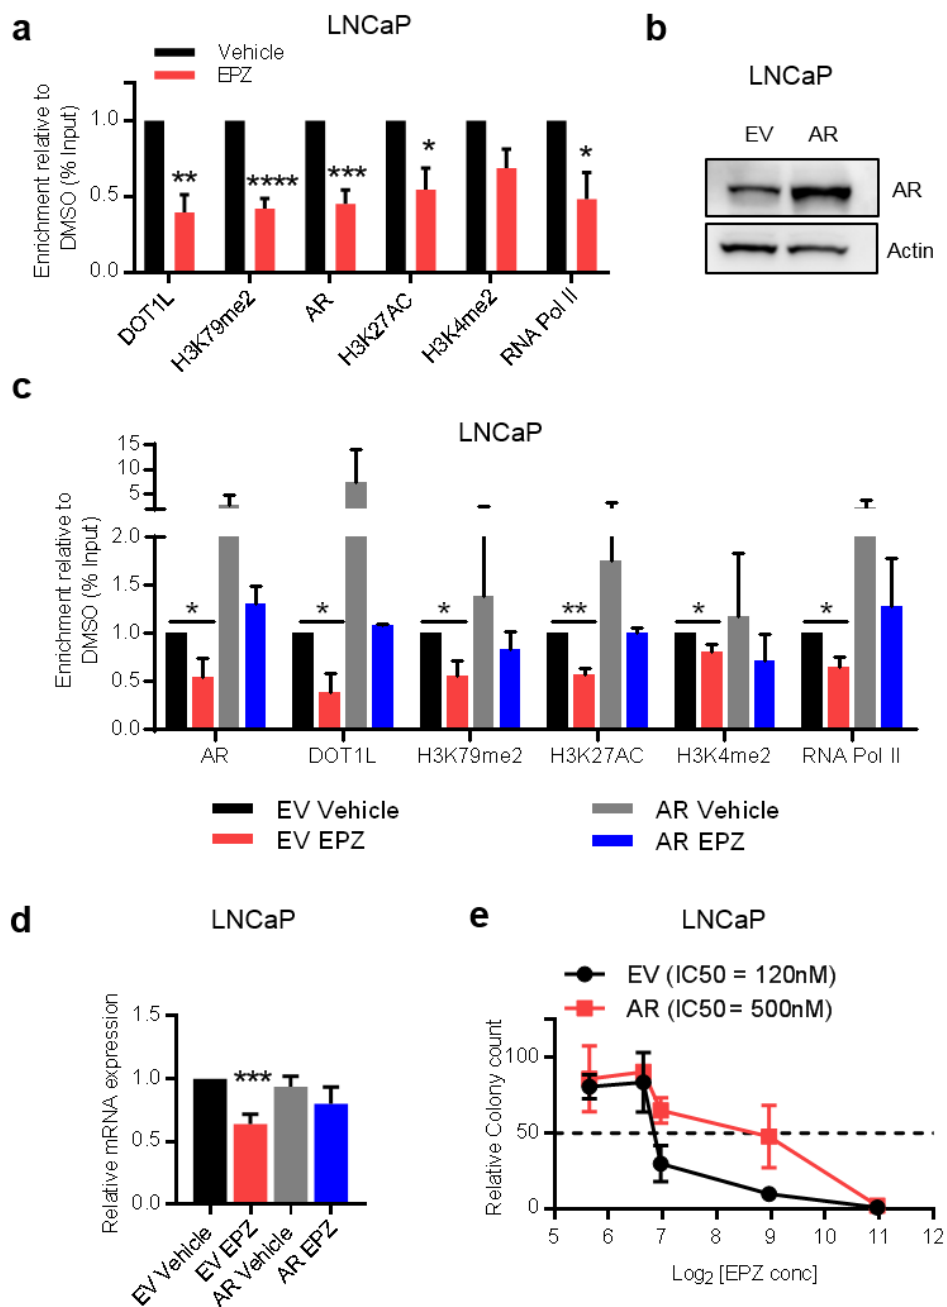 a
LNCaP
Vehicle
EPZ
Enrichment relative to
DMSO (% Input)
1.0
0.5
0.0
**
****
***
*
*
DOT1L
H3K79me2
AR
H3K27AC
H3K4me2
RNA Pol II
b
LNCaP
EV AR
AR
Actin
c
LNCaP
Enrichment relative to
DMSO (% Input)
15
10
5
2.0
1.5
1.0
0.5
0.0
*
*
*
**
*
*
AR
DOT1L
H3K79me2
H3K27AC
H3K4me2
RNA Pol II
EV Vehicle
EV EPZ
AR Vehicle
AR EPZ
d
LNCaP
Relative mRNA expression
1.5
1.0
0.5
0.0
***
EV Vehicle
EV EPZ
AR Vehicle
AR EPZ
e
LNCaP
EV (IC50 = 120nM)
AR (IC50 = 500nM)
Relative Colony count
100
50
0
5 6 7 8 9 10 11 12
Log₂ [EPZ conc]